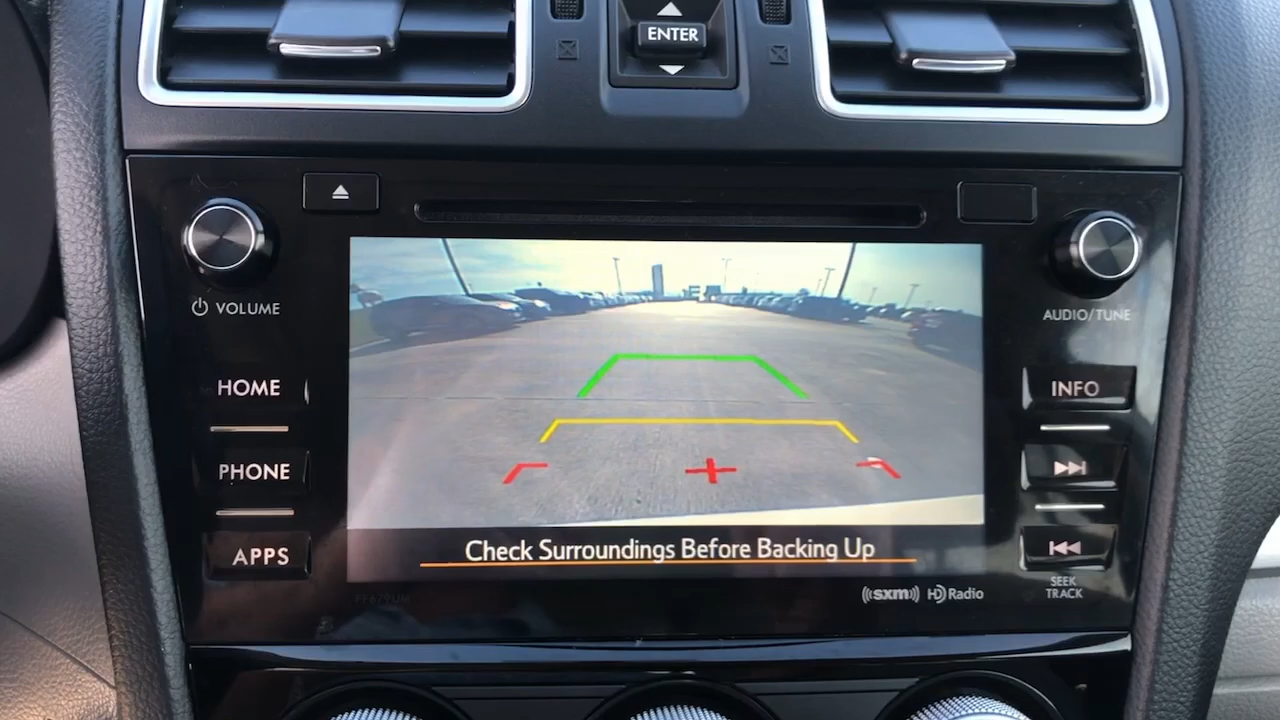 ENTER
VOLUME
AUDIO/TUNE
HOME
INFO
PHONE
APPS
Check Surroundings Before Backing Up
SEEK
TRACK
((sxm)) HD Radio